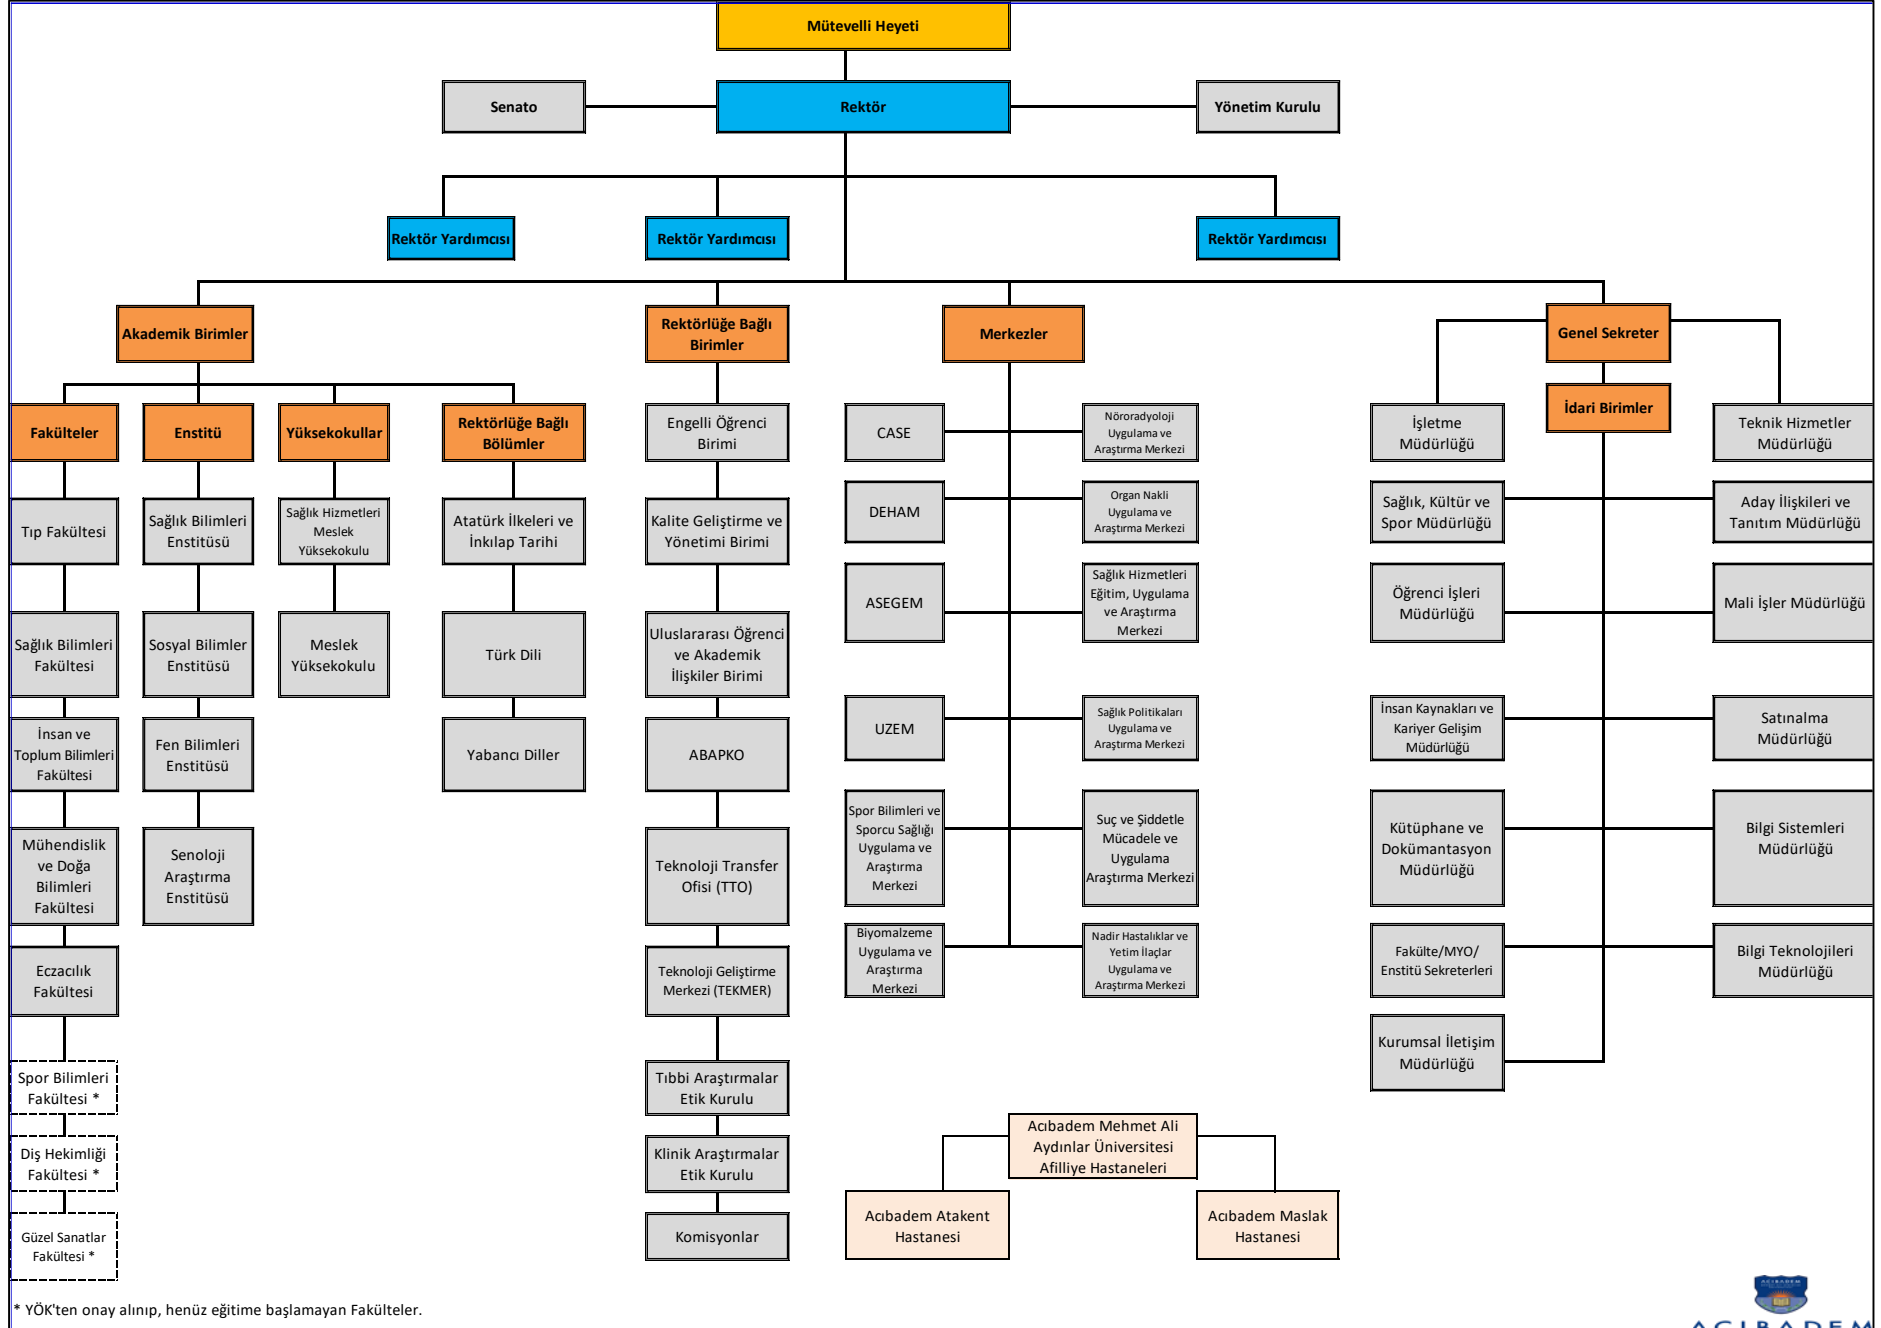 Mütevelli Heyeti
Senato
Rektör
Yönetim Kurulu
Rektör Yardımcısı
Rektör Yardımcısı
Rektör Yardımcısı
Akademik Birimler
Rektörlüğe Bağlı
Birimler
Merkezler
Genel Sekreter
İdari Birimler
Fakülteler
Enstitü
Yüksekokullar
Rektörlüğe Bağlı
Bölümler
Tıp Fakültesi
Sağlık Bilimleri
Fakültesi
İnsan ve
Toplum Bilimleri
Fakültesi
Mühendislik
ve Doğa
Bilimleri
Fakültesi
Eczacılık
Fakültesi
Spor Bilimleri
Fakültesi *
Diş Hekimliği
Fakültesi *
Güzel Sanatlar
Fakültesi *
Sağlık Bilimleri
Enstitüsü
Sosyal Bilimler
Enstitüsü
Fen Bilimleri
Enstitüsü
Senoloji
Araştırma
Enstitüsü
Sağlık Hizmetleri
Meslek
Yüksekokulu
Meslek
Yüksekokulu
Atatürk İlkeleri ve
İnkılap Tarihi
Türk Dili
Yabancı Diller
Engelli Öğrenci
Birimi
Kalite Geliştirme ve
Yönetimi Birimi
Uluslararası Öğrenci
ve Akademik
İlişkiler Birimi
ABAPKO
Teknoloji Transfer
Ofisi (TTO)
Teknoloji Geliştirme
Merkezi (TEKMER)
Tıbbi Araştırmalar
Etik Kurulu
Klinik Araştırmalar
Etik Kurulu
Komisyonlar
CASE
DEHAM
ASEGEM
UZEM
Spor Bilimleri ve
Sporcu Sağlığı
Uygulama ve
Araştırma
Merkezi
Biyomalzeme
Uygulama ve
Araştırma
Merkezi
Nöroradyoloji
Uygulama ve
Araştırma Merkezi
Organ Nakli
Uygulama ve
Araştırma Merkezi
Sağlık Hizmetleri
Eğitim, Uygulama
ve Araştırma
Merkezi
Sağlık Politikaları
Uygulama ve
Araştırma Merkezi
Suç ve Şiddetle
Mücadele ve
Uygulama
Araştırma Merkezi
Nadir Hastalıklar ve
Yetim İlaçlar
Uygulama ve
Araştırma Merkezi
İşletme
Müdürlüğü
Sağlık, Kültür ve
Spor Müdürlüğü
Öğrenci İşleri
Müdürlüğü
İnsan Kaynakları ve
Kariyer Gelişim
Müdürlüğü
Kütüphane ve
Dokümantasyon
Müdürlüğü
Fakülte/MYO/
Enstitü Sekreterleri
Kurumsal İletişim
Müdürlüğü
Teknik Hizmetler
Müdürlüğü
Aday İlişkileri ve
Tanıtım Müdürlüğü
Mali İşler Müdürlüğü
Satınalma
Müdürlüğü
Bilgi Sistemleri
Müdürlüğü
Bilgi Teknolojileri
Müdürlüğü
Acıbadem Mehmet Ali
Aydınlar Üniversitesi
Afilliye Hastaneleri
Acıbadem Atakent
Hastanesi
Acıbadem Maslak
Hastanesi
* YÖK'ten onay alınıp, henüz eğitime başlamayan Fakülteler.
ACIBADEM
ACIBADEM